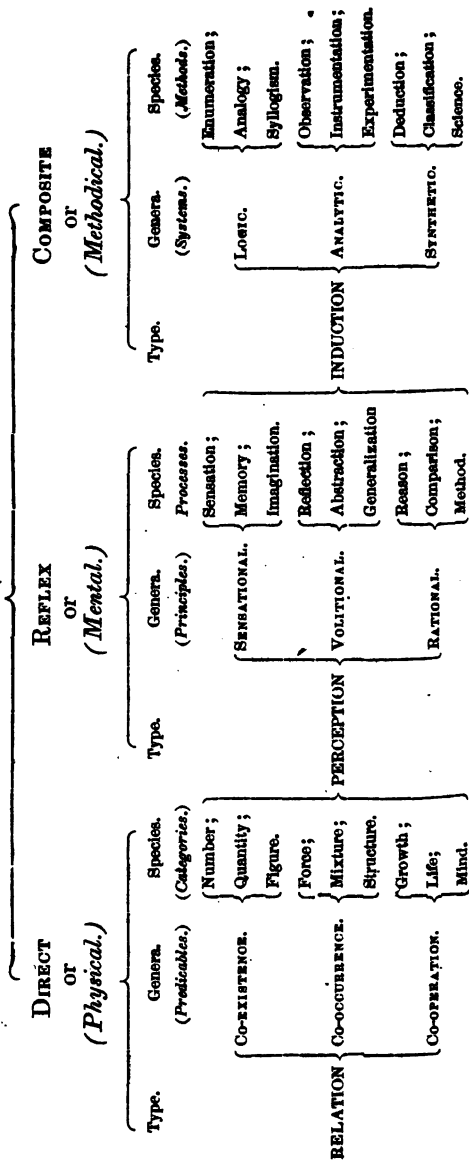 DIRECT REFLEX COMPOSITE
or or or
(Physical.) (Mental.) (Methodical.)
Type. Genera. Species. Type. Genera. Species. Type. Genera. Species.
(Predicables.) (Categories.) (Principles.) Processes. (Systems.) (Methods.)
Number; Sensation; Enumeration;
CO-EXISTENCE. Quantity; SENSATIONAL. Memory; LOGIC. Analogy;
Figure. Imagination. Syllogism.
Force; Reflection; Observation;
RELATION CO-OCCURRENCE. Mixture; PERCEPTION VOLITIONAL. Abstraction; INDUCTION ANALYTIC. Instrumentation;
Structure. Generalization Experimentation.
Growth; Reason; Deduction;
CO-OPERATION. Life; RATIONAL. Comparison; SYNTHETIC. Classification;
Mind. Method. Science.